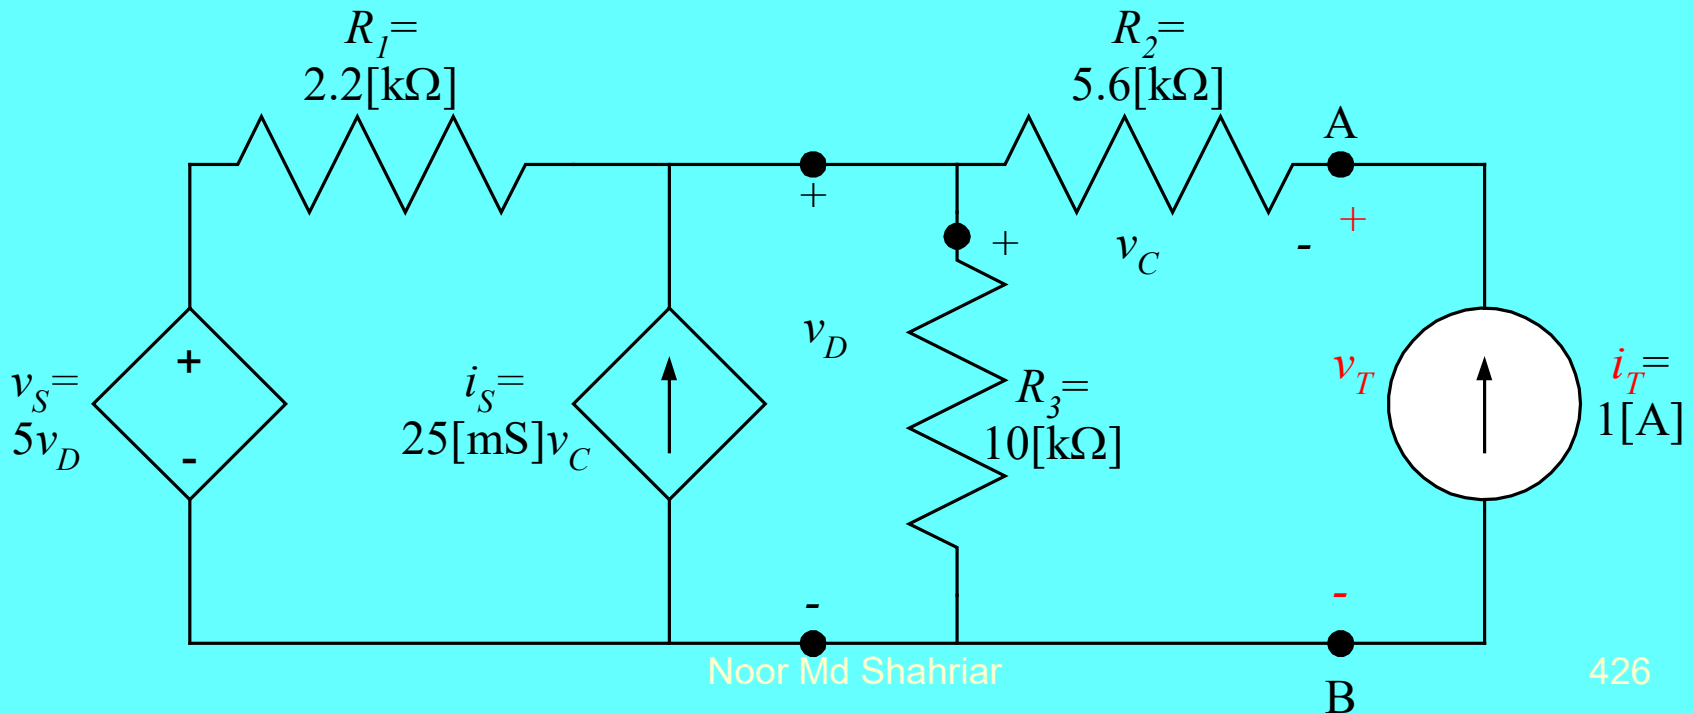 R1=
2.2[kΩ]
R2=
5.6[kΩ]
A
+
+
+
-
vC
+
-
vS=
5vD
iS=
25[mS]vC
vD
R3=
10[kΩ]
vT
iT=
1[A]
-
-
Noor Md Shahriar
426
B